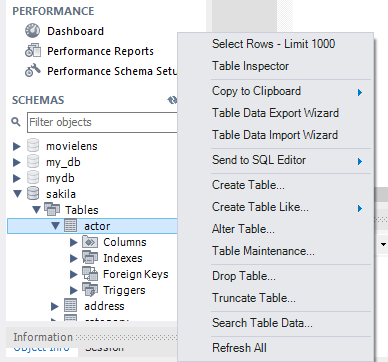 PERFORMANCE
Dashboard
Performance Reports
Performance Schema Setu
SCHEMAS
Filter objects
movielens
my_db
mydb
sakila
Tables
actor
Columns
Indexes
Foreign Keys
Triggers
address
Information
Object Info
Session
Select Rows - Limit 1000
Table Inspector
Copy to Clipboard
Table Data Export Wizard
Table Data Import Wizard
Send to SQL Editor
Create Table...
Create Table Like...
Alter Table...
Table Maintenance...
Drop Table...
Truncate Table...
Search Table Data...
Refresh All